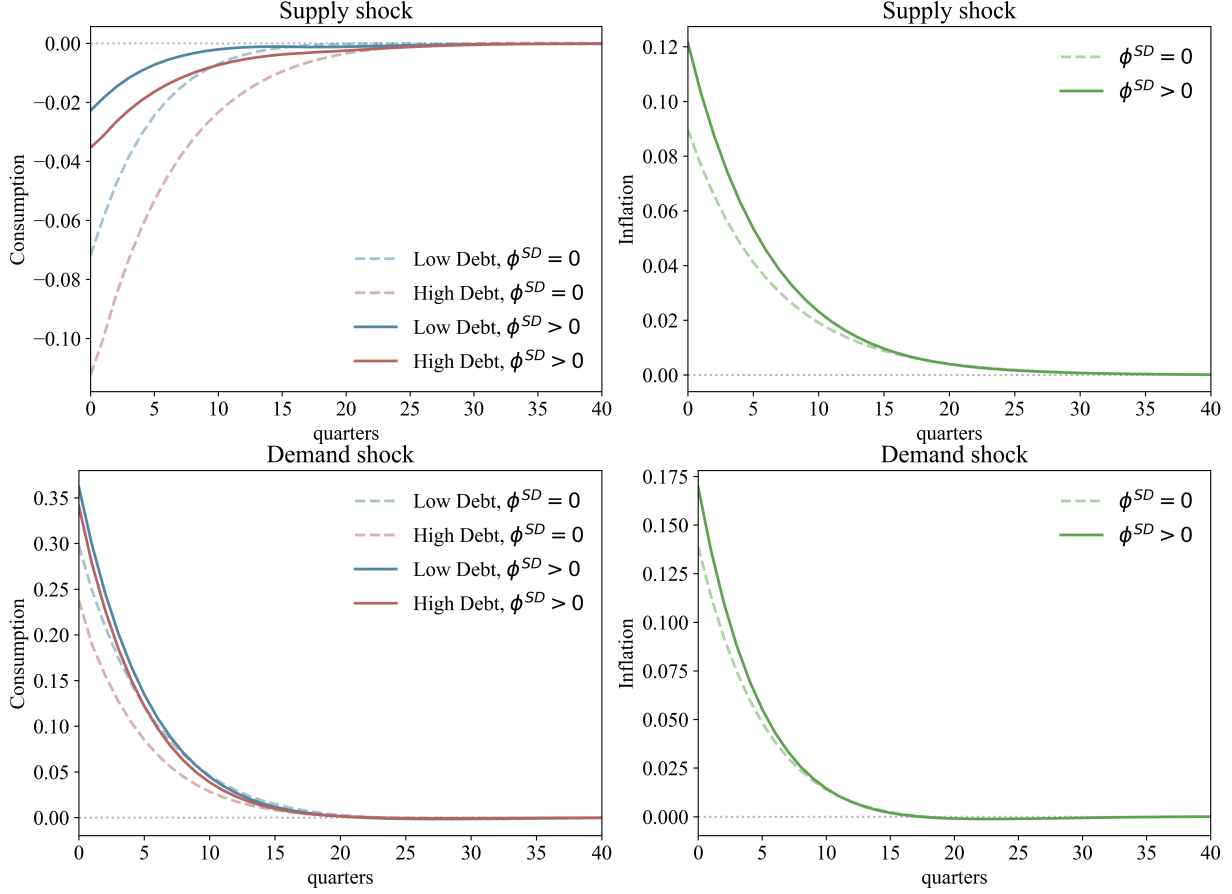 Supply shock
0.00
−0.02
−0.04
−0.06
−0.08
−0.10
Consumption
Low Debt, ϕ^SD = 0
High Debt, ϕ^SD = 0
Low Debt, ϕ^SD > 0
High Debt, ϕ^SD > 0
0 5 10 15 20 25 30 35 40
quarters
Supply shock
0.12
0.10
0.08
0.06
0.04
0.02
0.00
Inflation
ϕ^SD = 0
ϕ^SD > 0
0 5 10 15 20 25 30 35 40
quarters
Demand shock
0.35
0.30
0.25
0.20
0.15
0.10
0.05
0.00
Consumption
Low Debt, ϕ^SD = 0
High Debt, ϕ^SD = 0
Low Debt, ϕ^SD > 0
High Debt, ϕ^SD > 0
0 5 10 15 20 25 30 35 40
quarters
Demand shock
0.175
0.150
0.125
0.100
0.075
0.050
0.025
0.000
Inflation
ϕ^SD = 0
ϕ^SD > 0
0 5 10 15 20 25 30 35 40
quarters